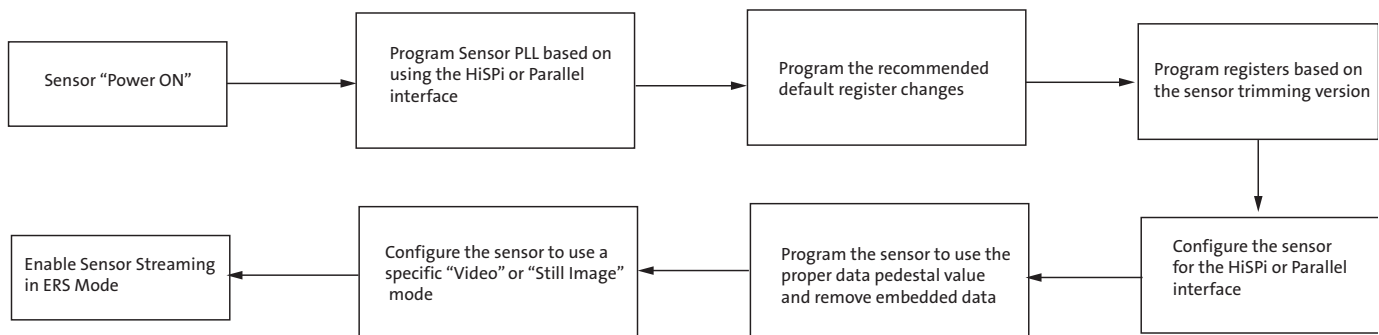 Sensor “Power ON”
Program Sensor PLL based on
using the HiSPi or Parallel
interface
Program the recommended
default register changes
Program registers based on
the sensor trimming version
Configure the sensor
for the HiSPi or Parallel
interface
Program the sensor to use the
proper data pedestal value
and remove embedded data
Configure the sensor to use a
specific “Video” or “Still Image”
mode
Enable Sensor Streaming
in ERS Mode